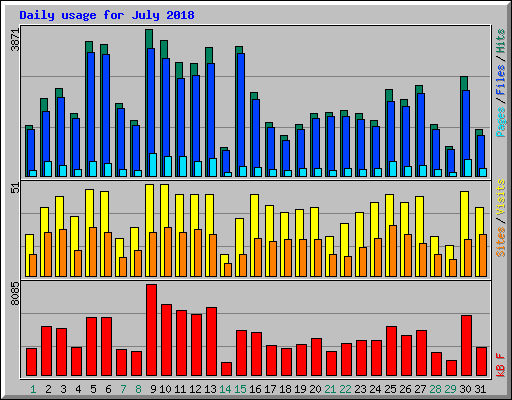 Daily usage for July 2018
3871
Pages / Files / Hits
51
Sites / Visits
8085
kB F
1 2 3 4 5 6 7 8 9 10 11 12 13 14 15 16 17 18 19 20 21 22 23 24 25 26 27 28 29 30 31